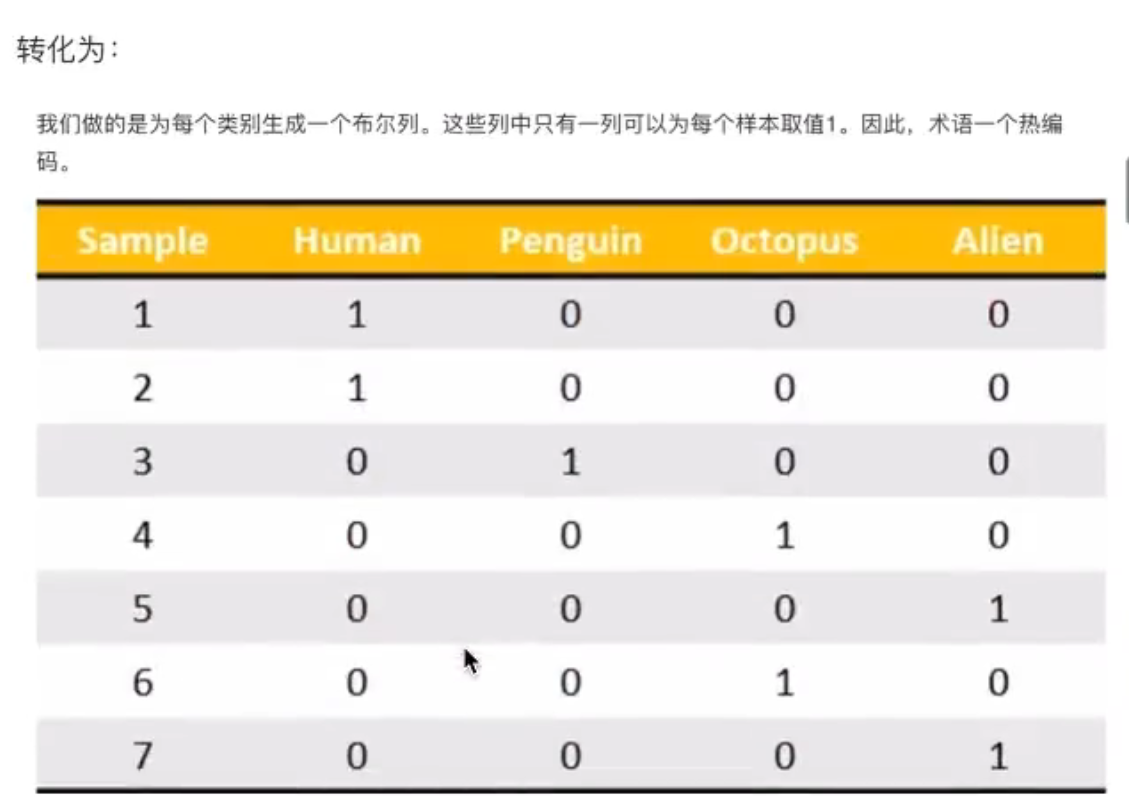 转化为：
我们做的是为每个类别生成一个布尔列。这些列中只有一列可以为每个样本取值1。因此，术语一个热编
码。
Sample Human Penguin Octopus Alien
1 1 0 0 0
2 1 0 0 0
3 0 1 0 0
4 0 0 1 0
5 0 0 0 1
6 0 0 1 0
7 0 0 0 1